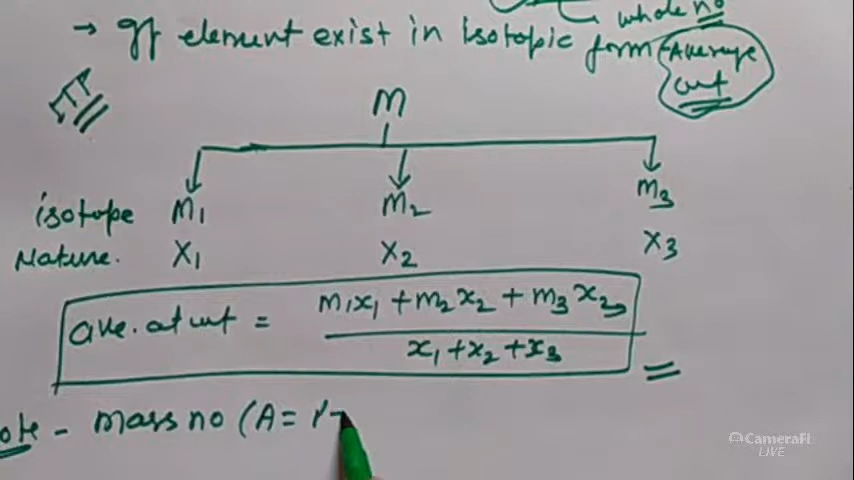 whole no
→ If element exist in isotopic form - Average
wt
M
isotope M1 M2 M3
Nature. X1 X2 X3
ave. at wt = m1x1 + m2x2 + m3x3
x1 + x2 + x3
Note - mass no (A =
CameraFi
LIVE